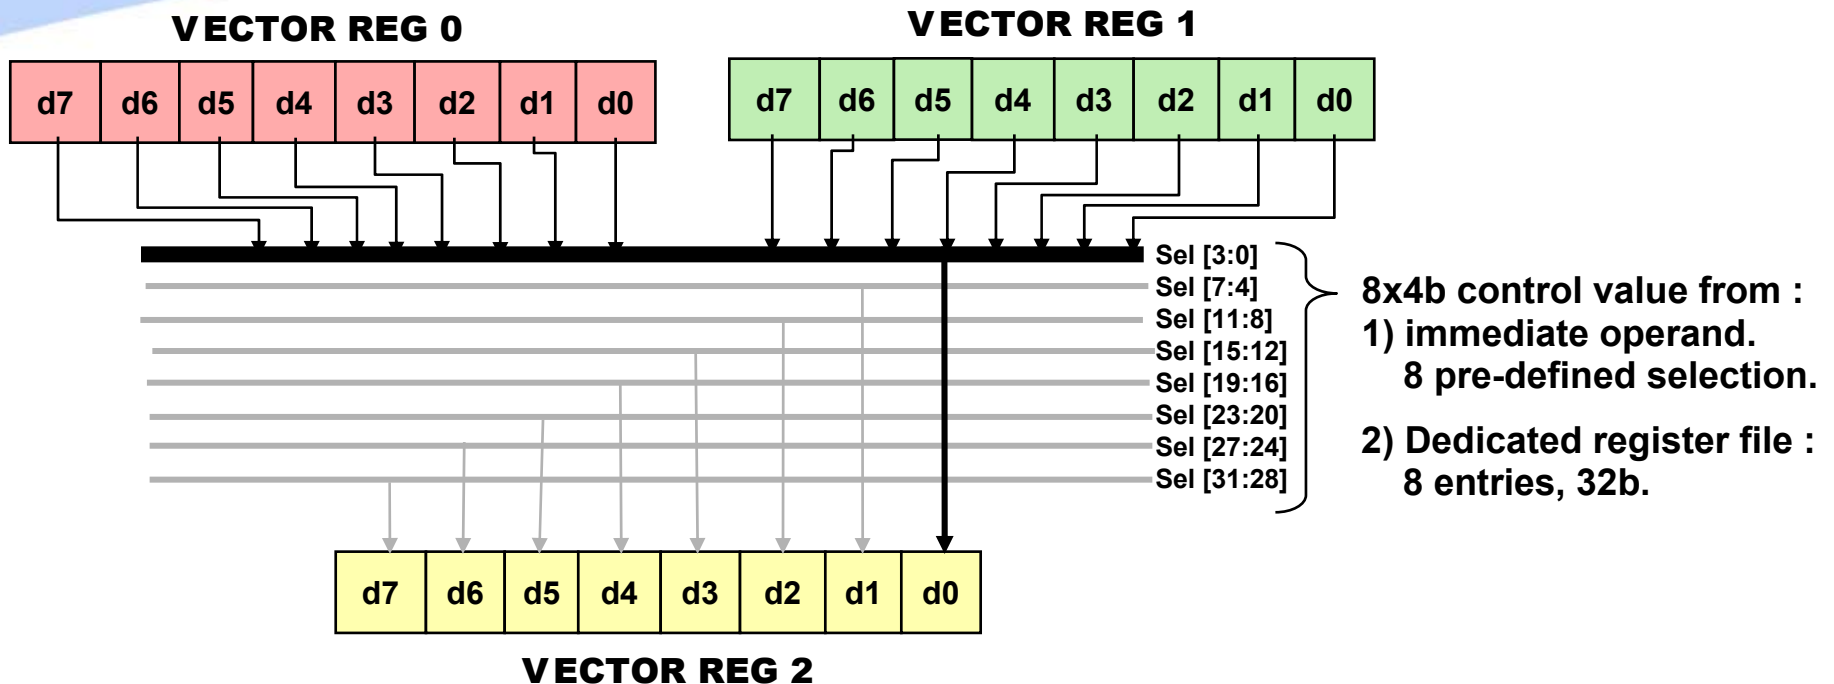 VECTOR REG 0
VECTOR REG 1
d7 d6 d5 d4 d3 d2 d1 d0
d7 d6 d5 d4 d3 d2 d1 d0
Sel [3:0]
Sel [7:4]
Sel [11:8]
Sel [15:12]
Sel [19:16]
Sel [23:20]
Sel [27:24]
Sel [31:28]
8x4b control value from :
1) immediate operand.
8 pre-defined selection.
2) Dedicated register file :
8 entries, 32b.
d7 d6 d5 d4 d3 d2 d1 d0
VECTOR REG 2